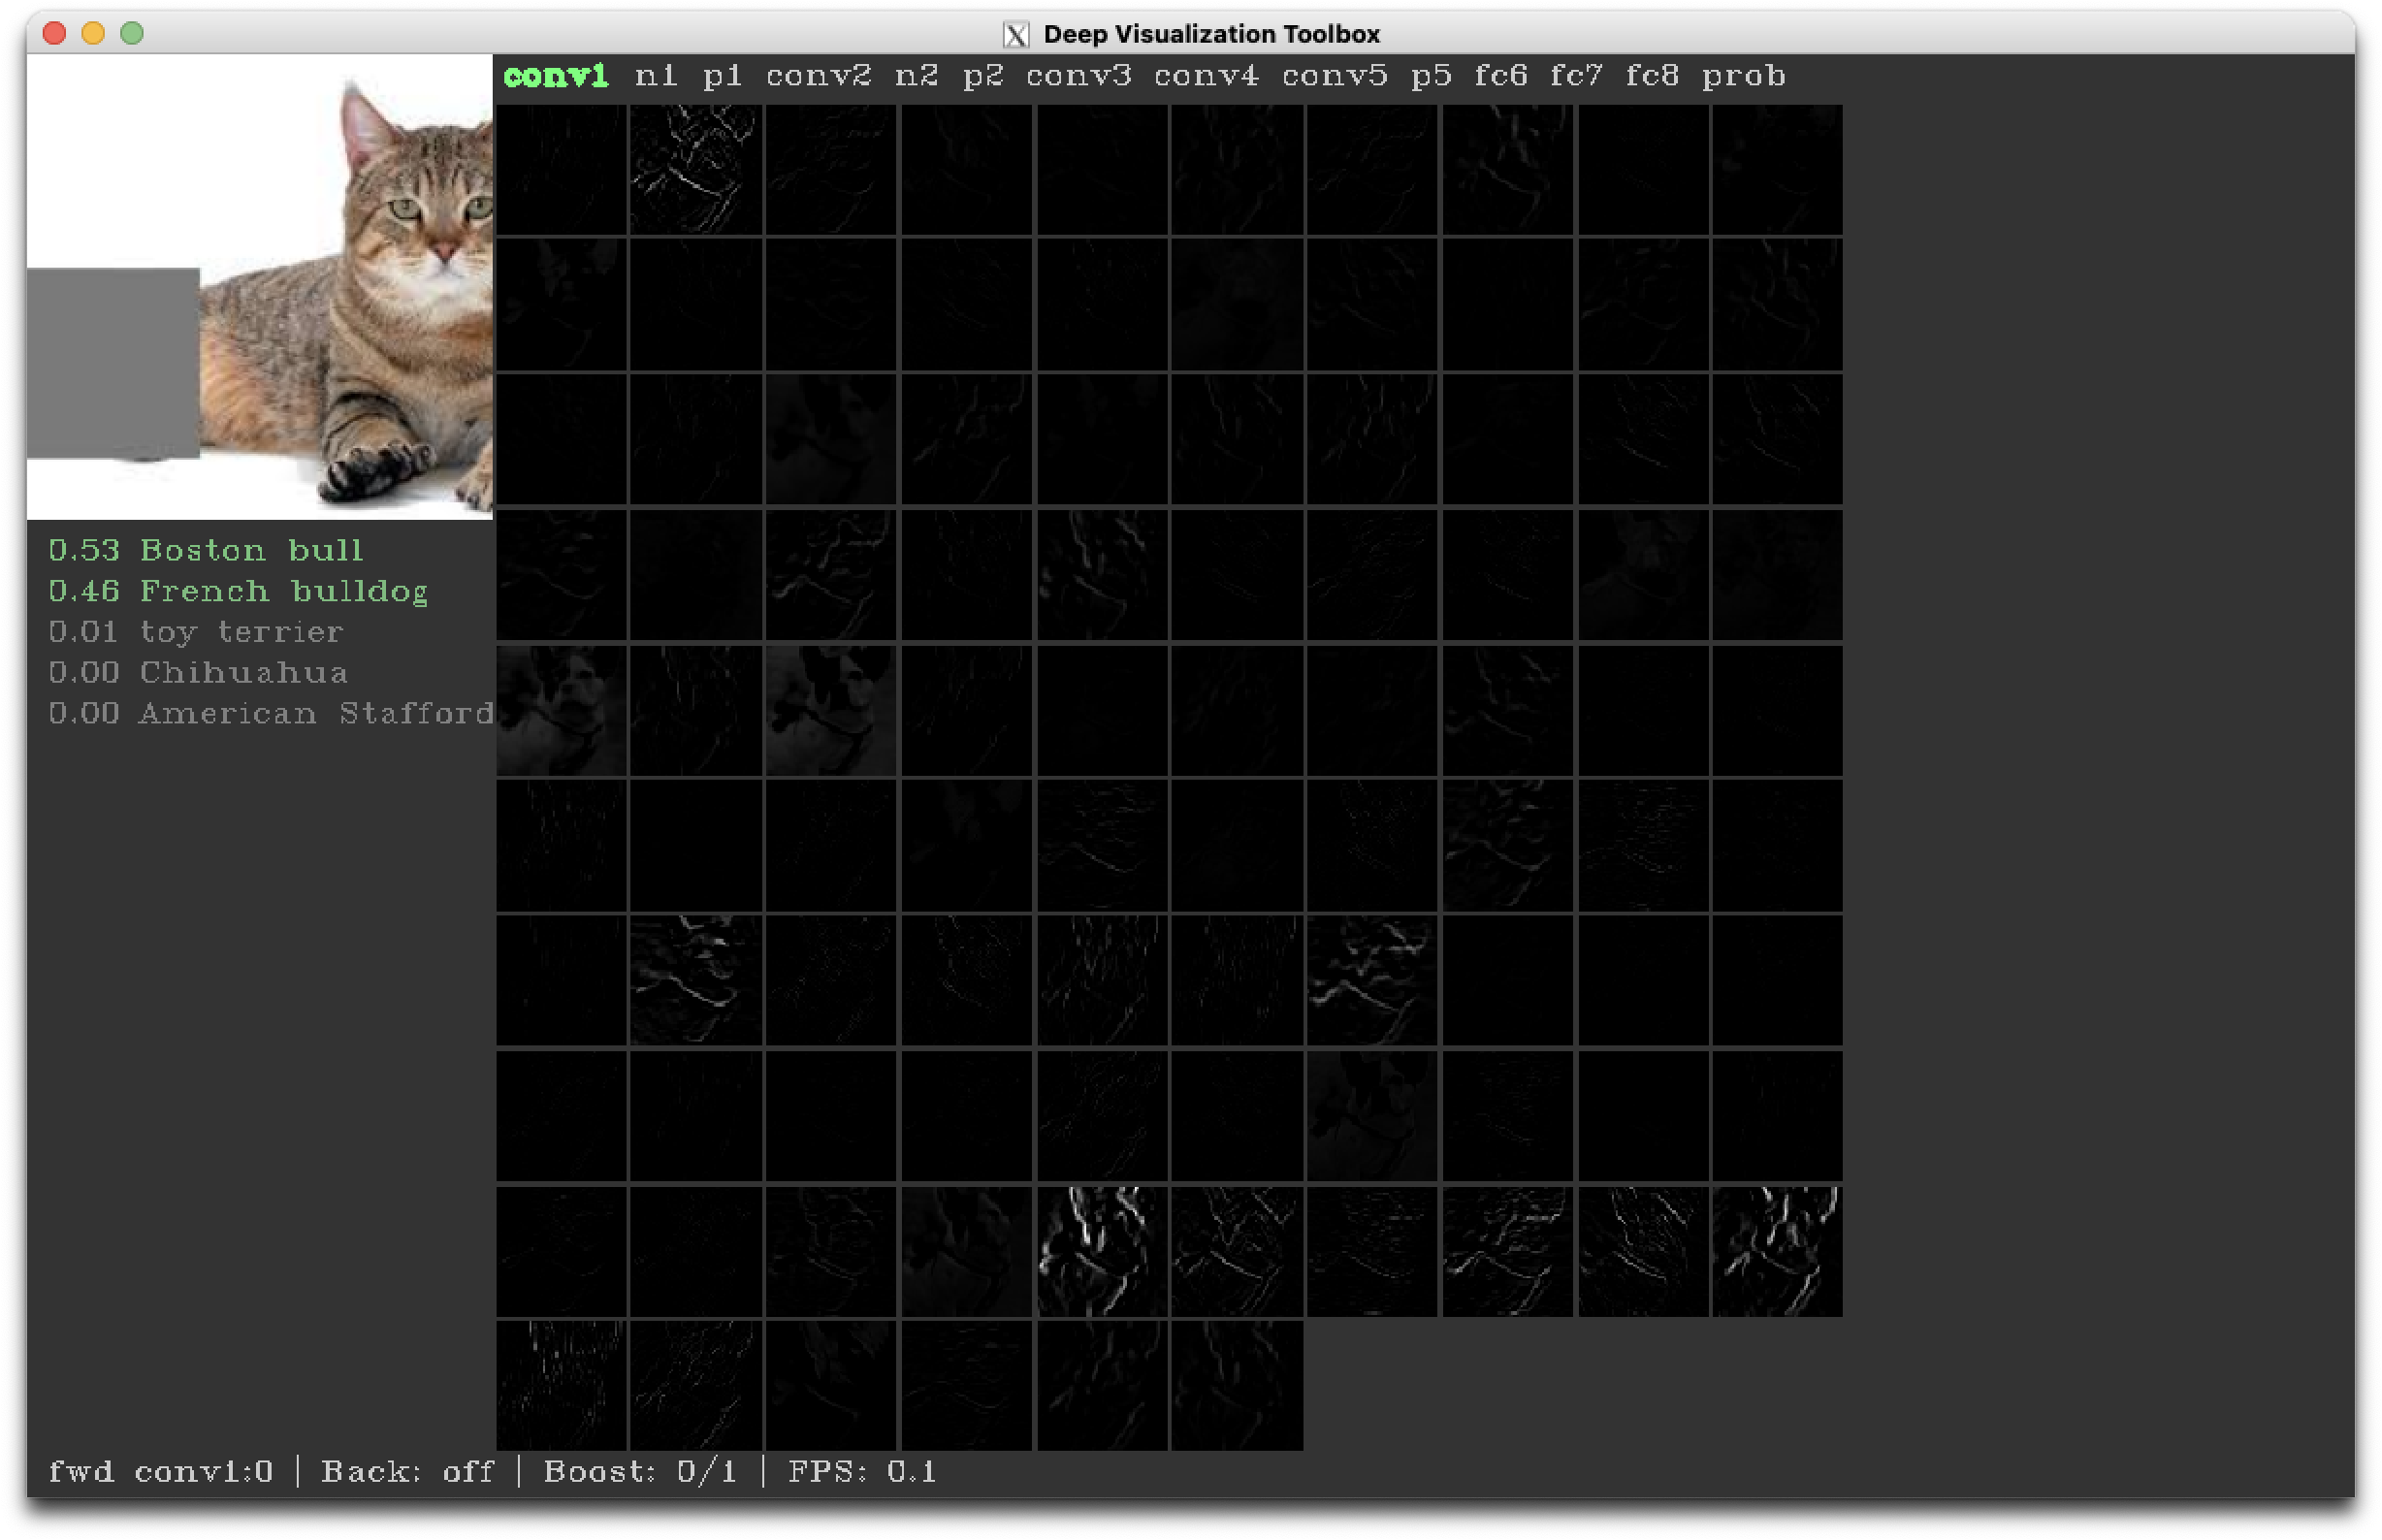 Deep Visualization Toolbox
conv1 n1 p1 conv2 n2 p2 conv3 conv4 conv5 p5 fc6 fc7 fc8 prob
0.53 Boston bull
0.46 French bulldog
0.01 toy terrier
0.00 Chihuahua
0.00 American Stafford
fwd conv1:0 | Back: off | Boost: 0/1 | FPS: 0.1